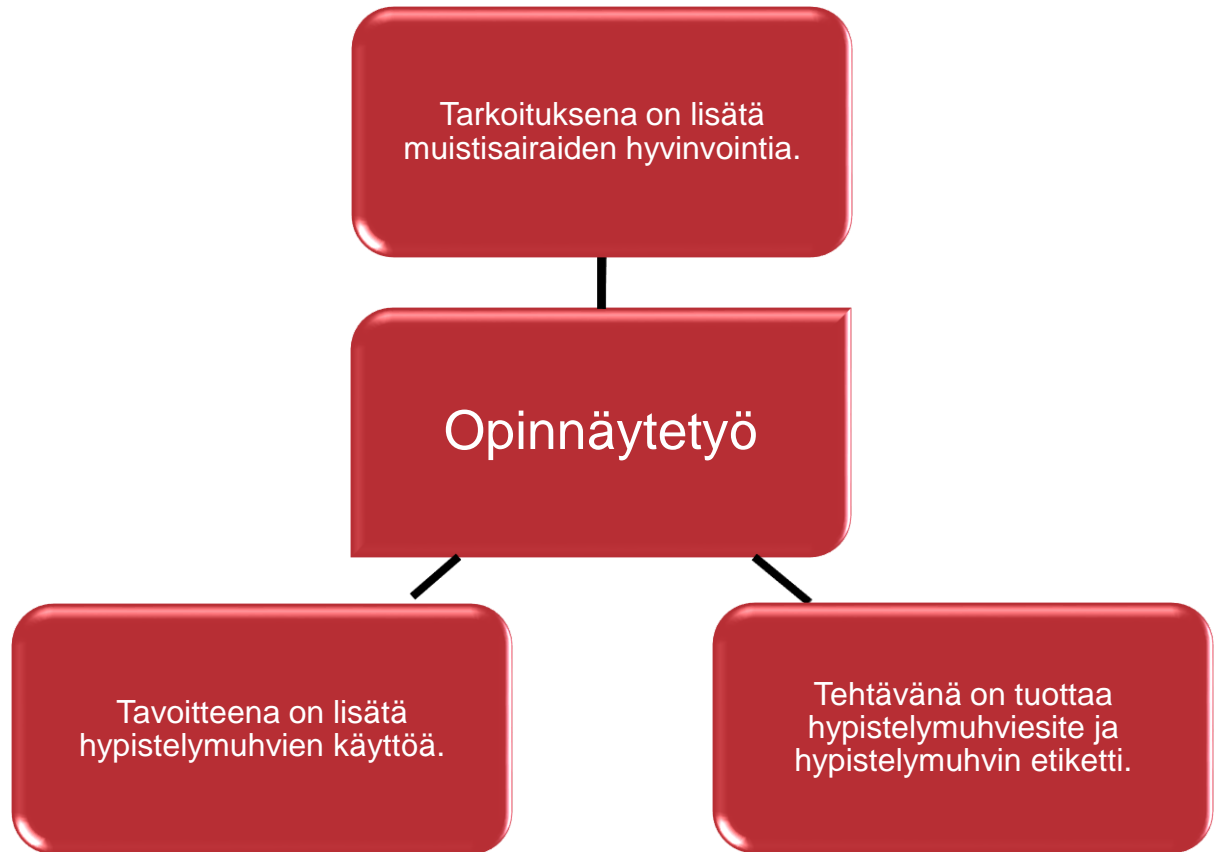 Tarkoituksena on lisätä
muistisairaiden hyvinvointia.
Opinnäytetyö
Tavoitteena on lisätä
hypistelymuhvien käyttöä.
Tehtävänä on tuottaa
hypistelymuhviesite ja
hypistelymuhvin etiketti.